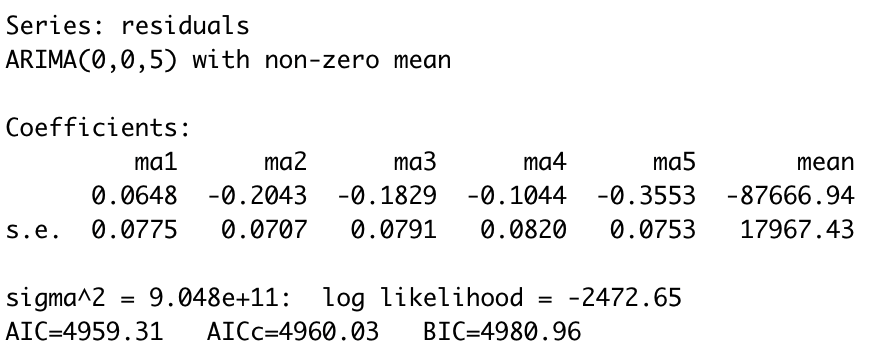 Series: residuals
ARIMA(0,0,5) with non-zero mean
Coefficients:
ma1 ma2 ma3 ma4 ma5 mean
0.0648 -0.2043 -0.1829 -0.1044 -0.3553 -87666.94
s.e. 0.0775 0.0707 0.0791 0.0820 0.0753 17967.43
sigma^2 = 9.048e+11: log likelihood = -2472.65
AIC=4959.31 AICc=4960.03 BIC=4980.96